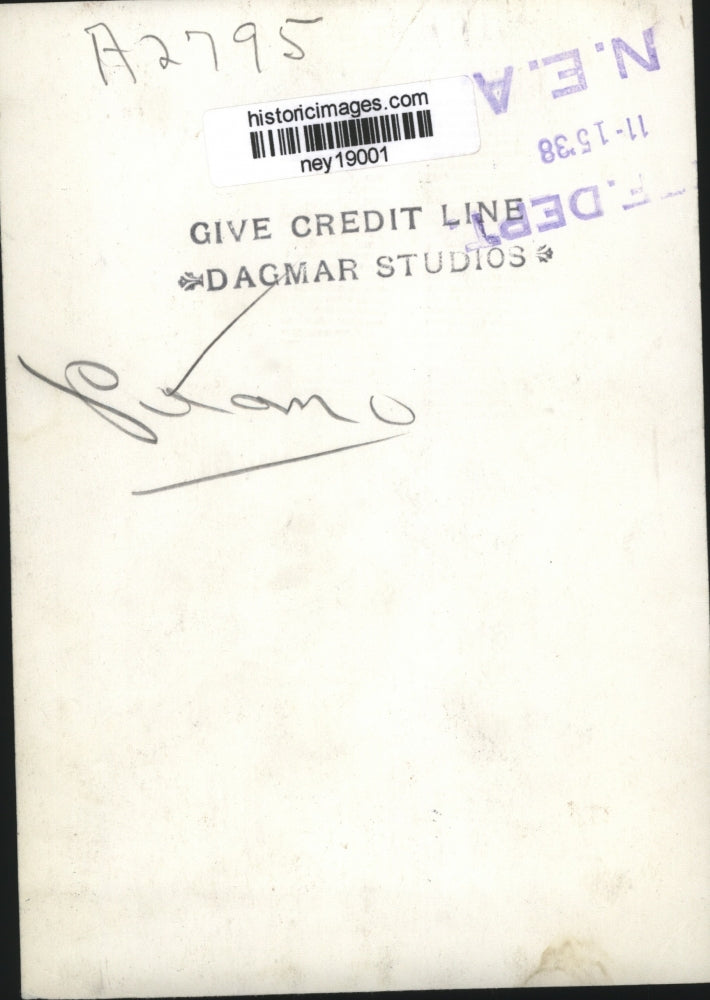 A2795
N.E.A
historicimages.com
ney19001
11-15'38
GIVE CREDIT LINE
F. DEPT.
DAGMAR STUDIOS